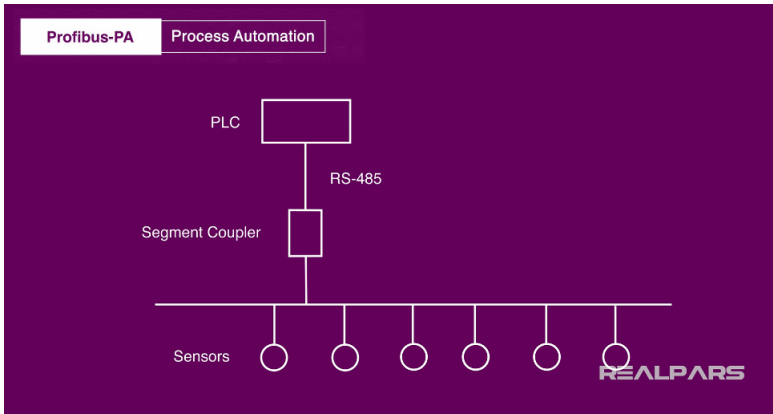 Profibus-PA
Process Automation
PLC
RS-485
Segment Coupler
Sensors
REALPARS